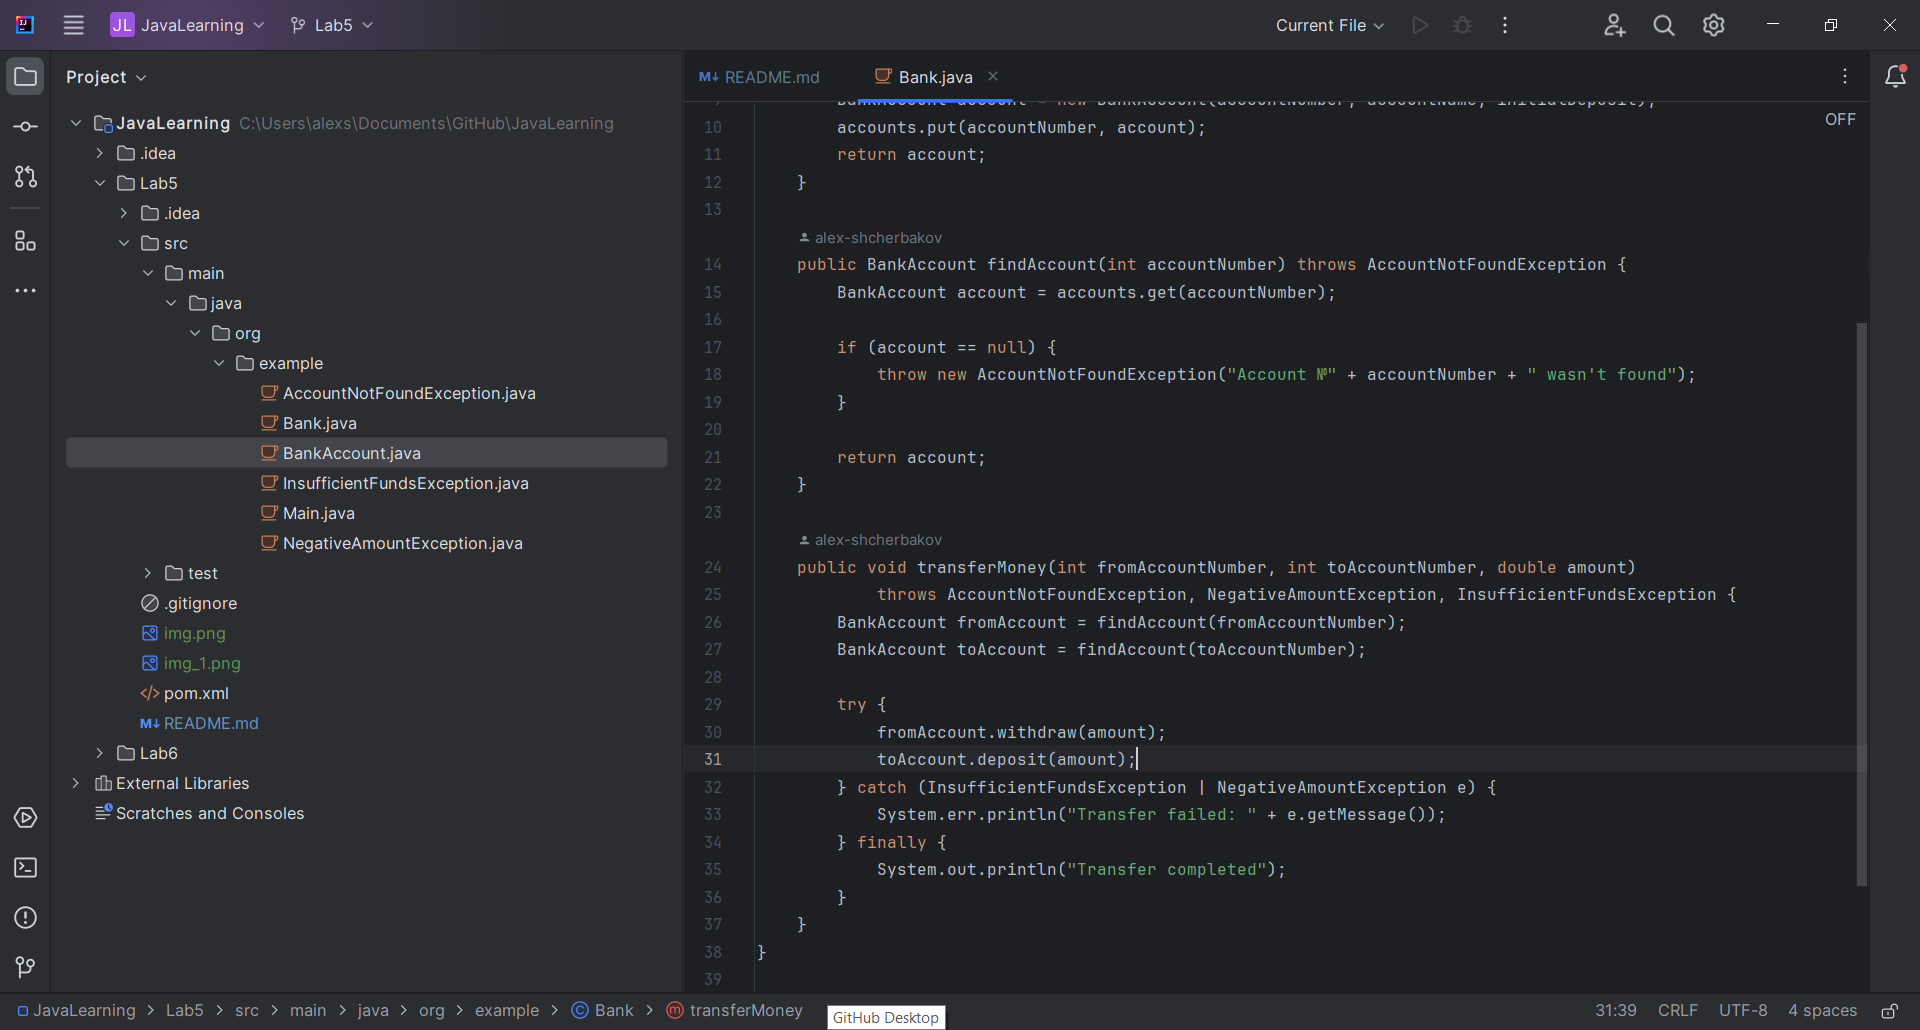 JL JavaLearning Lab5 Current File
Project
README.md Bank.java
JavaLearning C:\Users\alexs\Documents\GitHub\JavaLearning
.idea
Lab5
.idea
src
main
java
org
example
AccountNotFoundException.java
Bank.java
BankAccount.java
InsufficientFundsException.java
Main.java
NegativeAmountException.java
test
.gitignore
img.png
img_1.png
</> pom.xml
M↓ README.md
Lab6
External Libraries
Scratches and Consoles
OFF
10 accounts.put(accountNumber, account);
11 return account;
12 }
13
alex-shcherbakov
14 public BankAccount findAccount(int accountNumber) throws AccountNotFoundException {
15 BankAccount account = accounts.get(accountNumber);
16
17 if (account == null) {
18 throw new AccountNotFoundException("Account №" + accountNumber + " wasn't found");
19 }
20
21 return account;
22 }
23
alex-shcherbakov
24 public void transferMoney(int fromAccountNumber, int toAccountNumber, double amount)
25 throws AccountNotFoundException, NegativeAmountException, InsufficientFundsException {
26 BankAccount fromAccount = findAccount(fromAccountNumber);
27 BankAccount toAccount = findAccount(toAccountNumber);
28
29 try {
30 fromAccount.withdraw(amount);
31 toAccount.deposit(amount);
32 } catch (InsufficientFundsException | NegativeAmountException e) {
33 System.err.println("Transfer failed: " + e.getMessage());
34 } finally {
35 System.out.println("Transfer completed");
36 }
37 }
38 }
39
JavaLearning > Lab5 > src > main > java > org > example > Bank > transferMoney
GitHub Desktop
31:39 CRLF UTF-8 4 spaces